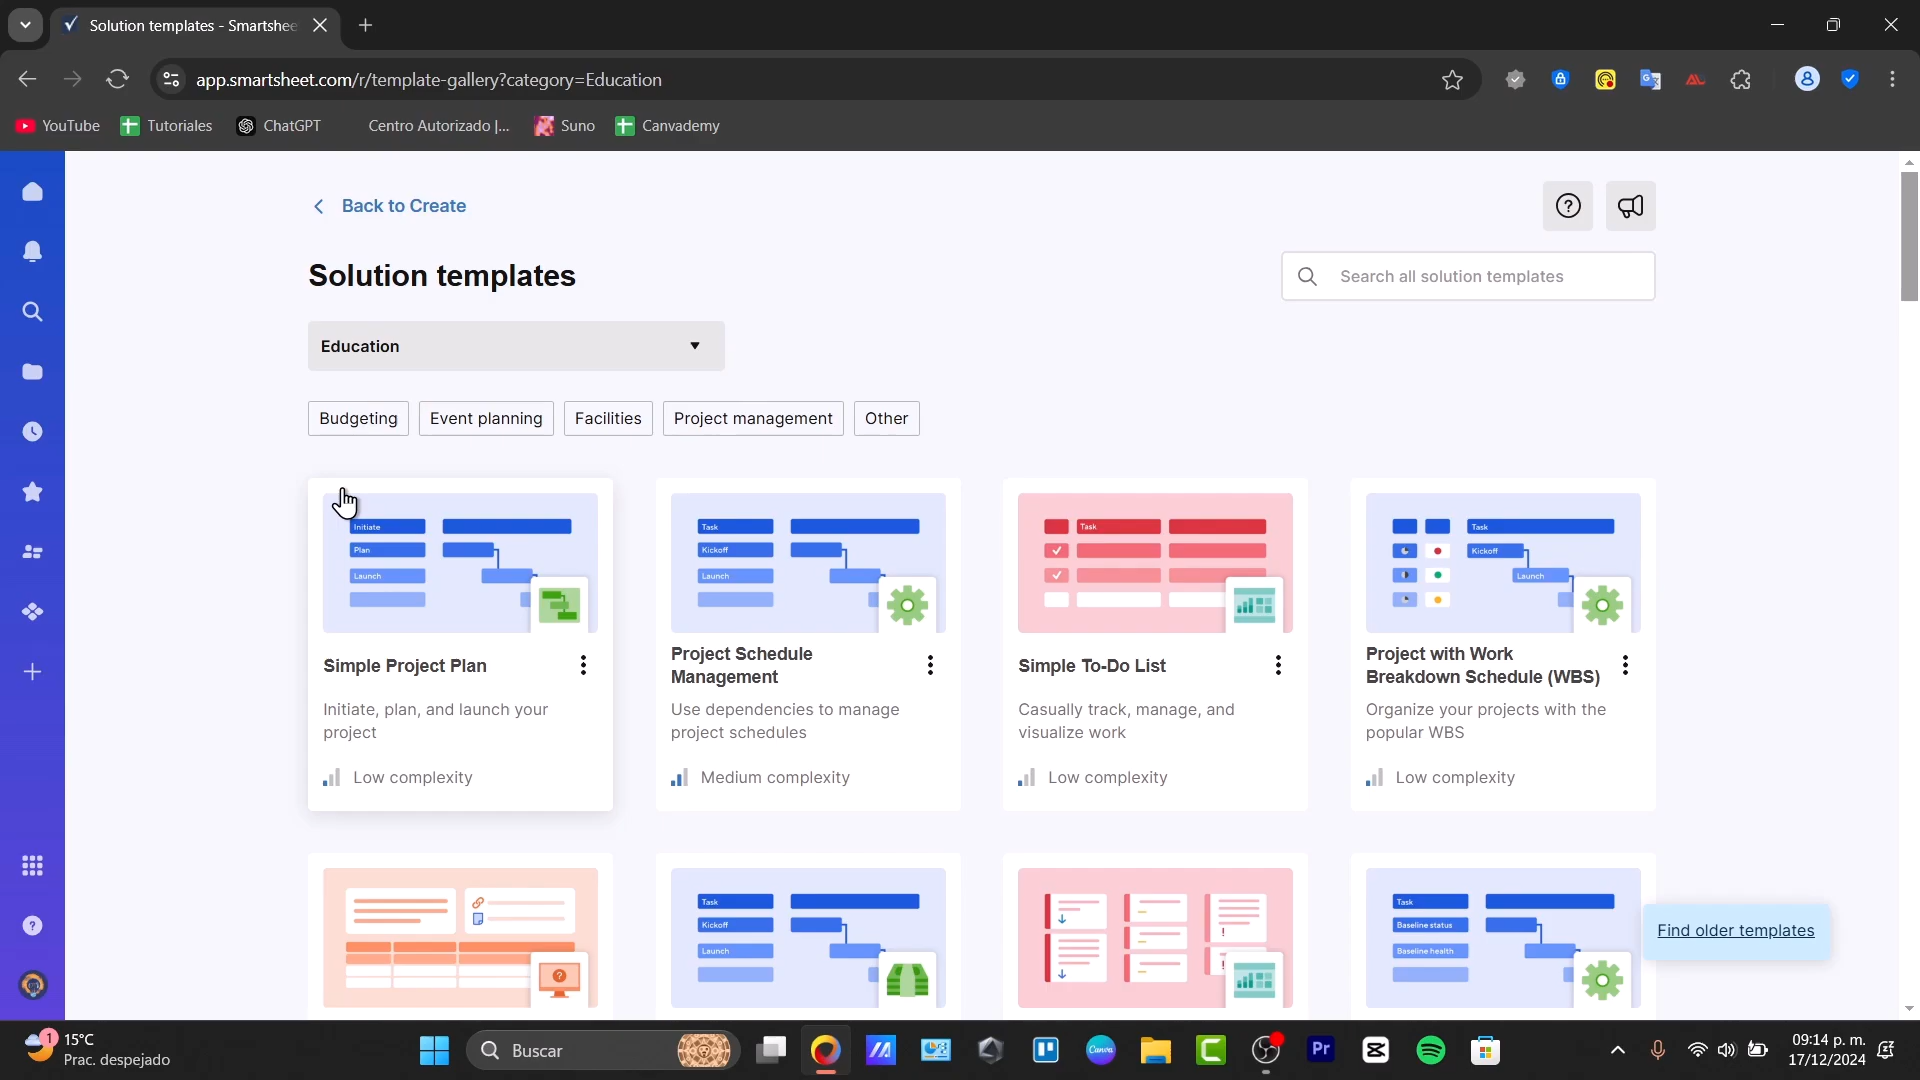 Solution templates - Smartshee
app.smartsheet.com/r/template-gallery?category=Education
YouTube
Tutoriales
ChatGPT
Centro Autorizado |...
Suno
Canvademy
Back to Create
Solution templates
Search all solution templates
Education
Budgeting
Event planning
Facilities
Project management
Other
Initiate
Plan
Launch
Simple Project Plan
Initiate, plan, and launch your
project
Low complexity
Task
Kickoff
Launch
Project Schedule
Management
Use dependencies to manage
project schedules
Medium complexity
Task
Simple To-Do List
Casually track, manage, and
visualize work
Low complexity
Task
Kickoff
Launch
Project with Work
Breakdown Schedule (WBS)
Organize your projects with the
popular WBS
Low complexity
Task
Kickoff
Launch
Task
Baseline status
Baseline health
Find older templates
1
15°C
Prac. despejado
Buscar
Canva
Pr
09:14 p. m.
17/12/2024